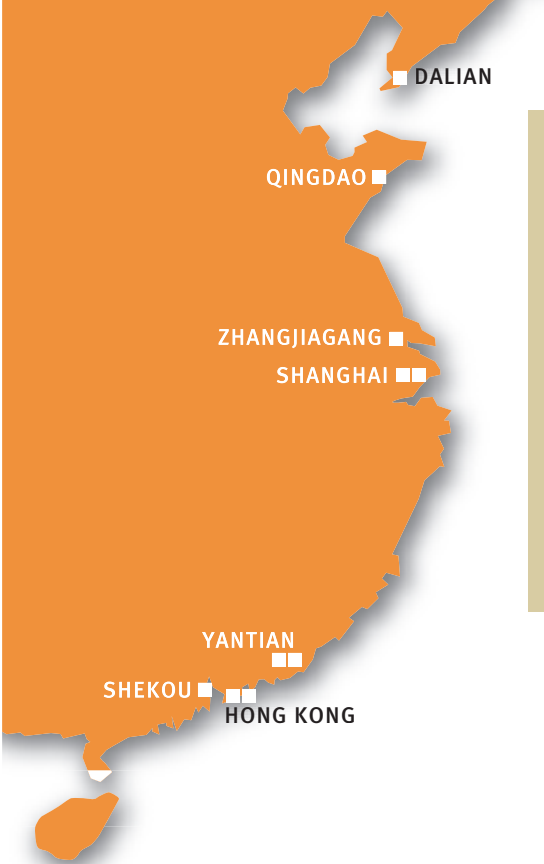 DALIAN
QINGDAO
ZHANGJIAGANG
SHANGHAI
YANTIAN
SHEKOU
HONG KONG